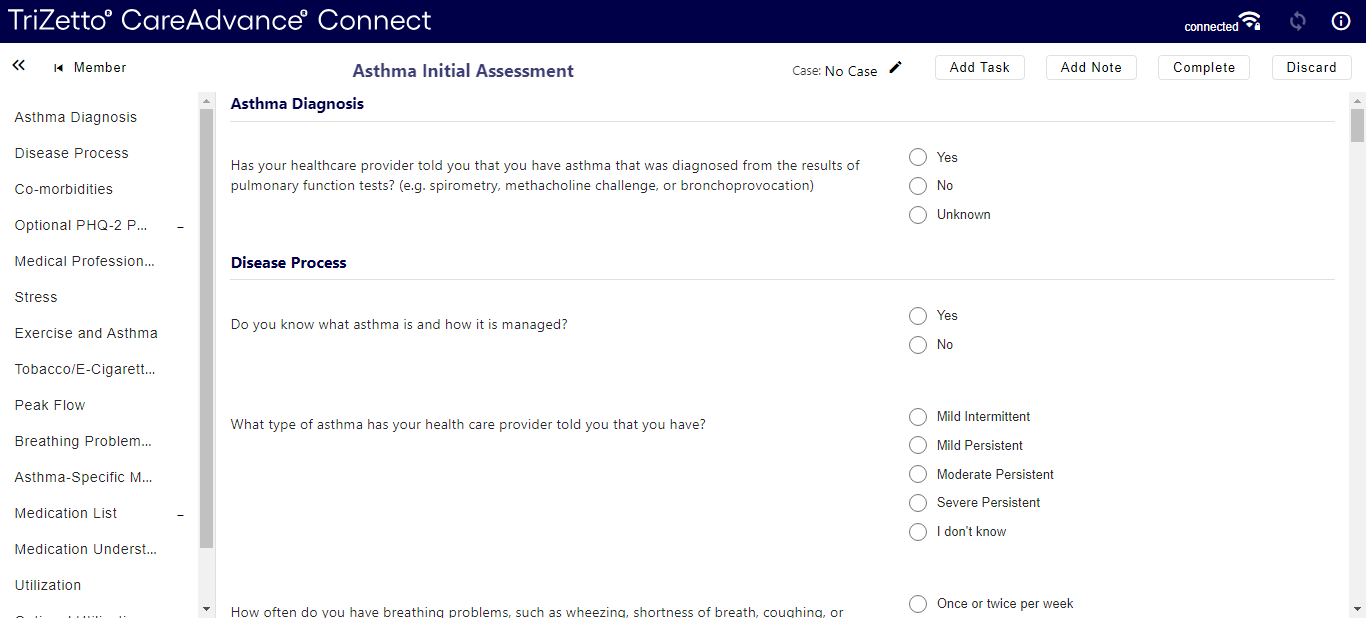 TriZetto® CareAdvance® Connect
connected
Member
Asthma Initial Assessment
Case: No Case
Add Task
Add Note
Complete
Discard
Asthma Diagnosis
Disease Process
Co-morbidities
Optional PHQ-2 P...
Medical Profession...
Stress
Exercise and Asthma
Tobacco/E-Cigarett...
Peak Flow
Breathing Problem...
Asthma-Specific M...
Medication List
Medication Underst...
Utilization
Asthma Diagnosis
Has your healthcare provider told you that you have asthma that was diagnosed from the results of
pulmonary function tests? (e.g. spirometry, methacholine challenge, or bronchoprovocation)
Yes
No
Unknown
Disease Process
Do you know what asthma is and how it is managed?
Yes
No
What type of asthma has your health care provider told you that you have?
Mild Intermittent
Mild Persistent
Moderate Persistent
Severe Persistent
I don't know
How often do you have breathing problems, such as wheezing, shortness of breath, coughing, or
Once or twice per week